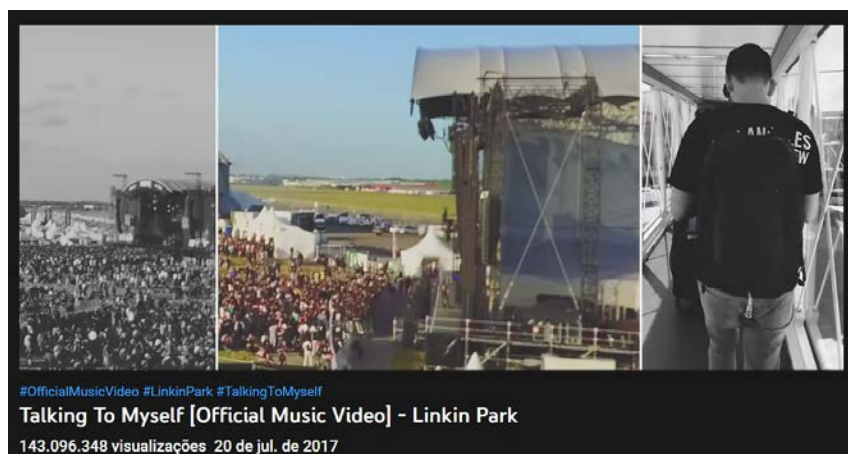 #OfficialMusicVideo #LinkinPark #TalkingToMyself
Talking To Myself [Official Music Video] - Linkin Park
143.096.348 visualizações 20 de jul. de 2017